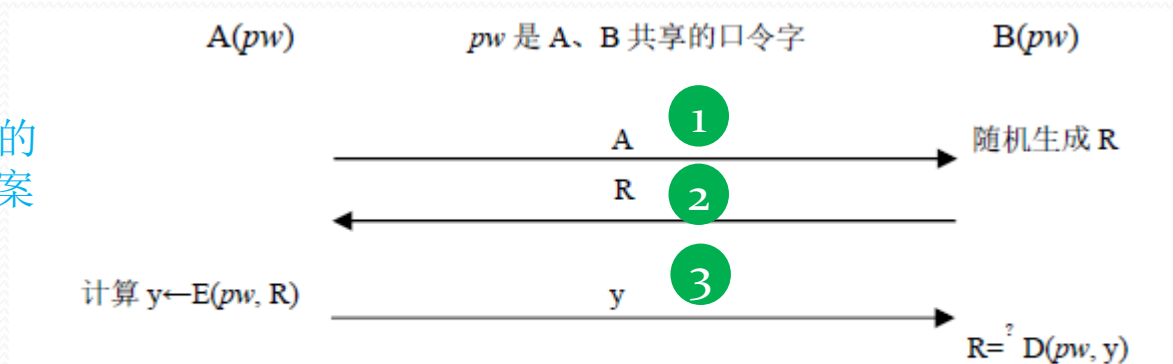 A(pw) pw 是 A、B 共享的口令字 B(pw)
的
案
1
A
随机生成 R
R
2
3
计算 y←E(pw, R)
y
R=? D(pw, y)